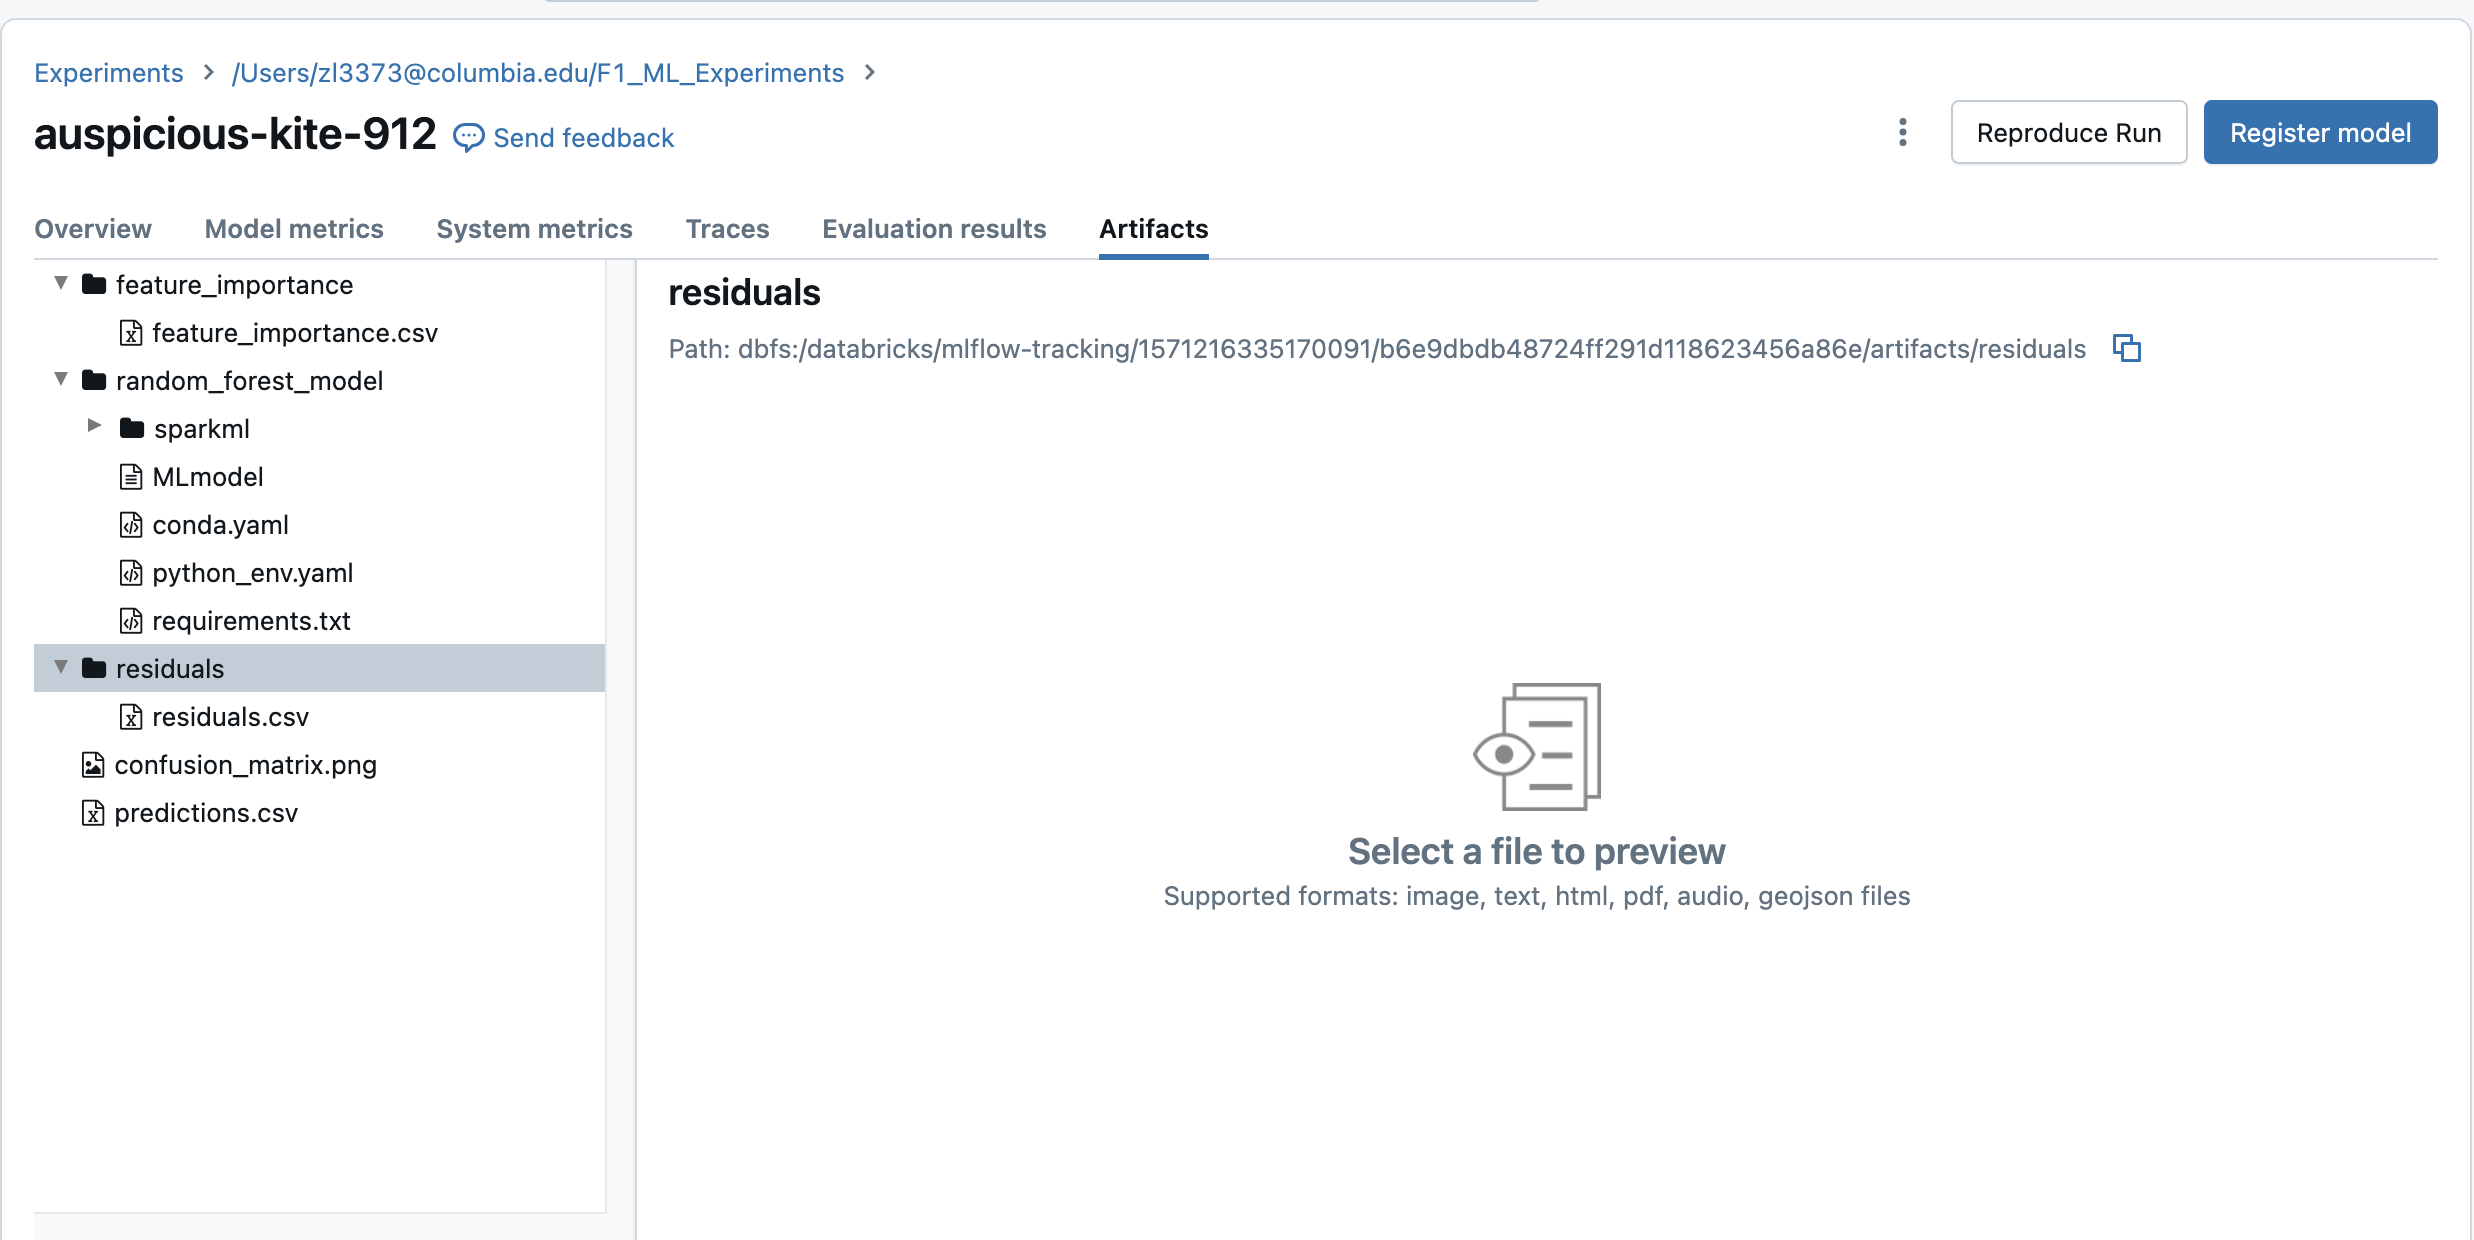 Experiments > /Users/zl3373@columbia.edu/F1_ML_Experiments >
auspicious-kite-912 Send feedback
Reproduce Run
Register model
Overview Model metrics System metrics Traces Evaluation results Artifacts
feature_importance
feature_importance.csv
random_forest_model
sparkml
MLmodel
conda.yaml
python_env.yaml
requirements.txt
residuals
residuals.csv
confusion_matrix.png
predictions.csv
residuals
Path: dbfs:/databricks/mlflow-tracking/1571216335170091/b6e9dbdb48724ff291d118623456a86e/artifacts/residuals
Select a file to preview
Supported formats: image, text, html, pdf, audio, geojson files